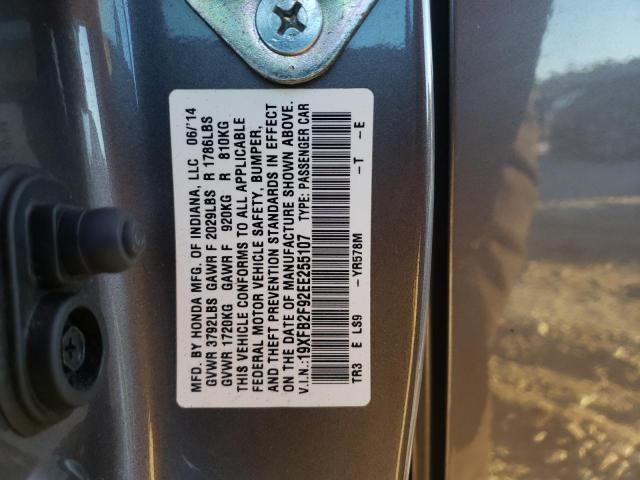 MFD. BY HONDA MFG. OF INDIANA, LLC 06/'14
GVWR 3792LBS GAWR F 2029LBS R 1786LBS
GVWR 1720KG GAWR F 920KG R 810KG
THIS VEHICLE CONFORMS TO ALL APPLICABLE
FEDERAL MOTOR VEHICLE SAFETY, BUMPER,
AND THEFT PREVENTION STANDARDS IN EFFECT
ON THE DATE OF MANUFACTURE SHOWN ABOVE.
V.I.N.:19XFB2F92EE255107 TYPE: PASSENGER CAR
TR3 E LS9 -YR578M -T -E